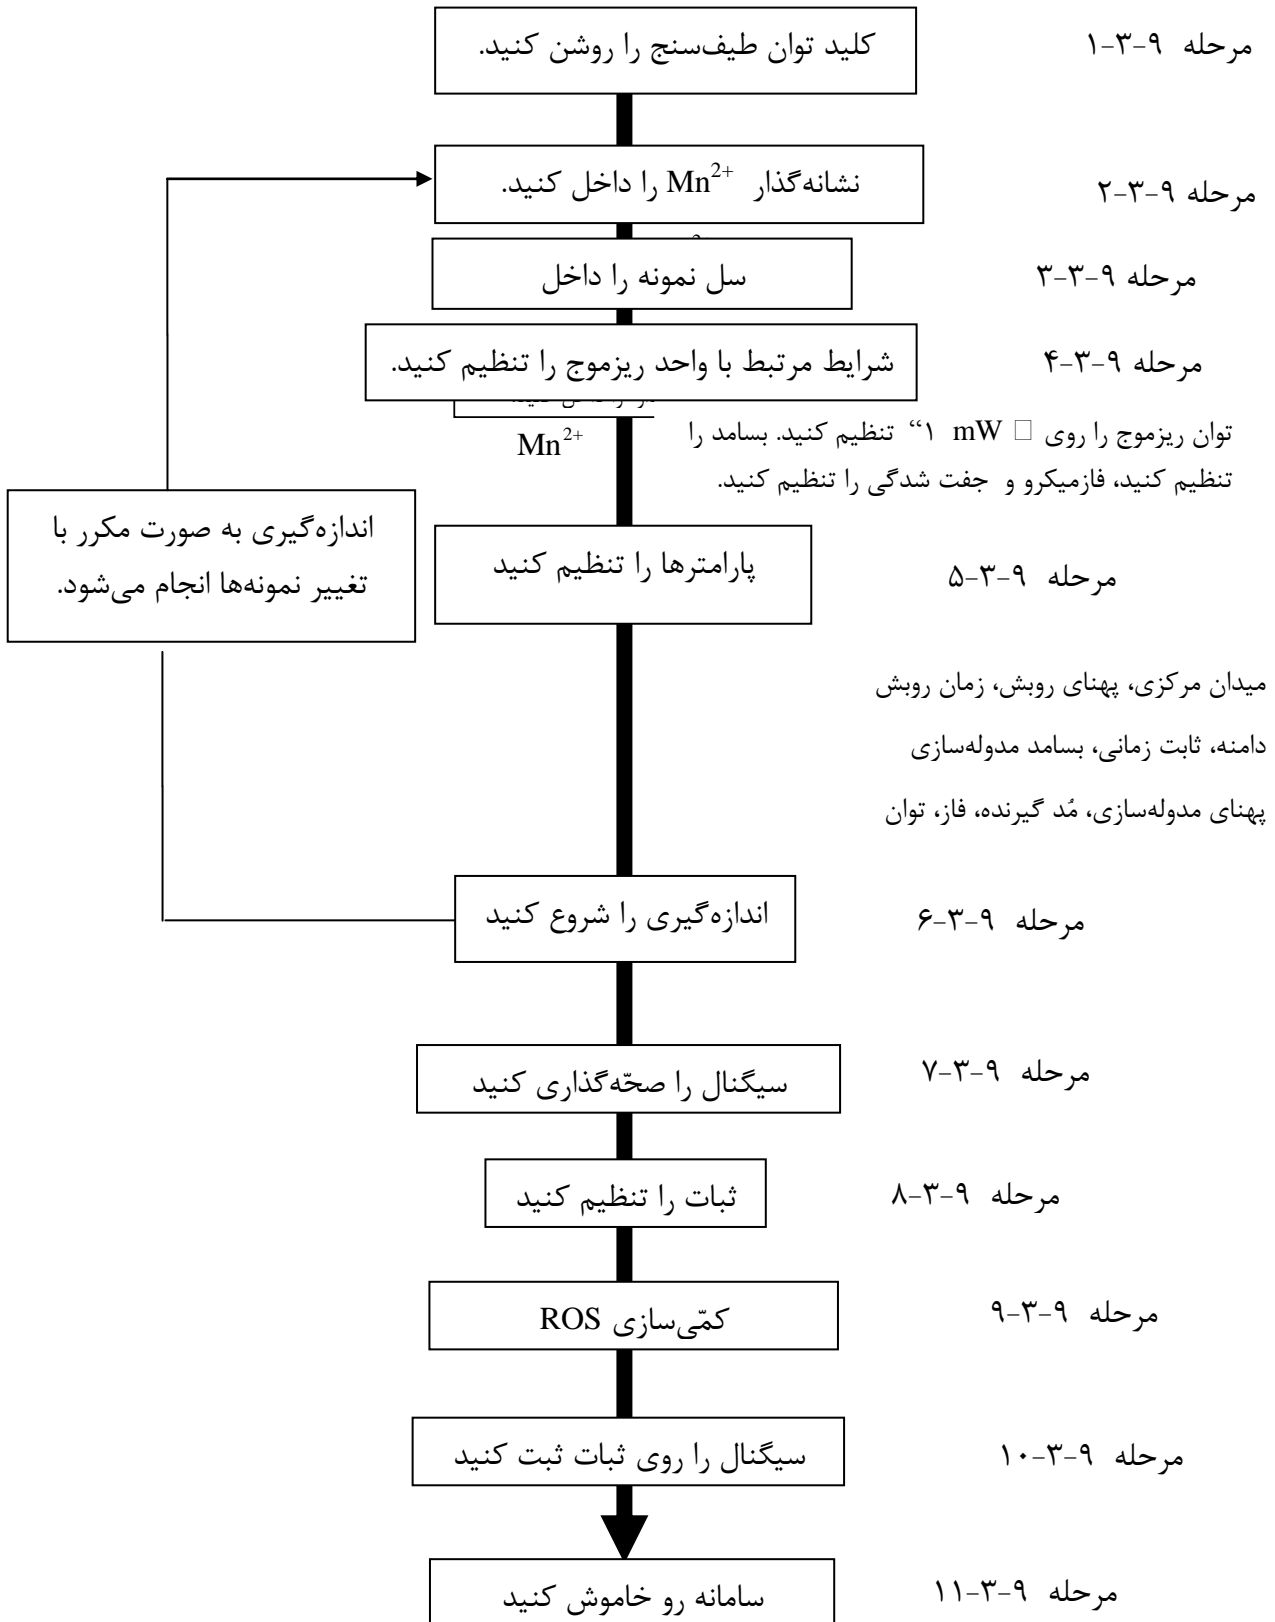 مرحله ۹-۳-۱
کلید توان طیف‌سنج را روشن کنید.
مرحله ۹-۳-۲
نشانه‌گذار Mn2+ را داخل کنید.
مرحله ۹-۳-۳
سل نمونه را داخل
مرحله ۹-۳-۴
شرایط مرتبط با واحد ریزموج را تنظیم کنید.
Mn2+
توان ریزموج را روی □ mW ۱“ تنظیم کنید. بسامد را
تنظیم کنید، فازمیکرو و جفت شدگی را تنظیم کنید.
اندازه‌گیری به صورت مکرر با
تغییر نمونه‌ها انجام می‌شود.
مرحله ۹-۳-۵
پارامترها را تنظیم کنید
میدان مرکزی، پهنای روبش، زمان روبش
دامنه، ثابت زمانی، بسامد مدوله‌سازی
پهنای مدوله‌سازی، مُد گیرنده، فاز، توان
مرحله ۹-۳-۶
اندازه‌گیری را شروع کنید
مرحله ۹-۳-۷
سیگنال را صحّه‌گذاری کنید
مرحله ۹-۳-۸
ثبات را تنظیم کنید
مرحله ۹-۳-۹
کمّی‌سازی ROS
مرحله ۹-۳-۱۰
سیگنال را روی ثبات ثبت کنید
مرحله ۹-۳-۱۱
سامانه رو خاموش کنید